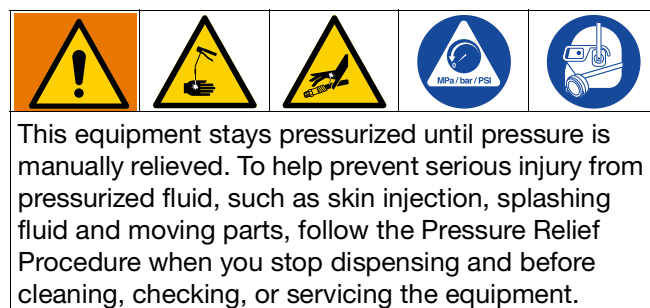 MPa/bar/PSI
This equipment stays pressurized until pressure is
manually relieved. To help prevent serious injury from
pressurized fluid, such as skin injection, splashing
fluid and moving parts, follow the Pressure Relief
Procedure when you stop dispensing and before
cleaning, checking, or servicing the equipment.